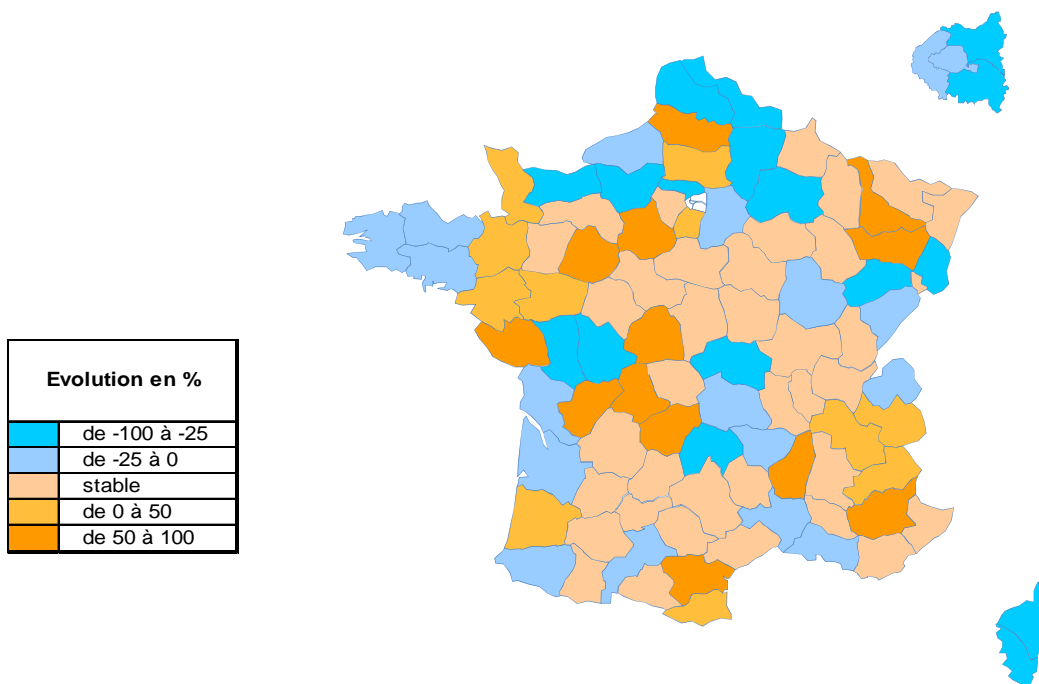 Evolution en %
de -100 à -25
de -25 à 0
stable
de 0 à 50
de 50 à 100